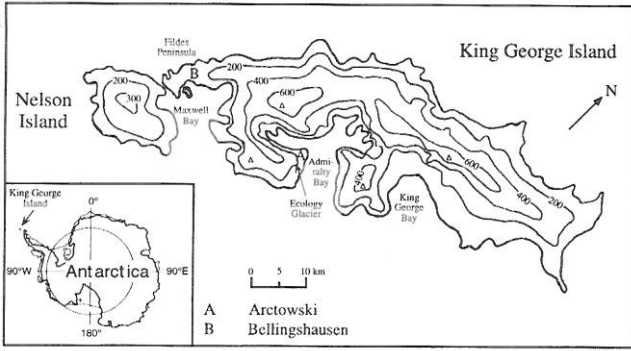 Fildes
Peninsula
King George Island
N
B
200
200
400
600
300
Nelson
Island
Maxwell
Bay
Admi-
ralty
Bay
Ecology
Glacier
A
400
King
George
Bay
600
400
200
King George
Island
0°
90°W
Antarctica
90°E
180°
0 5 10 km
A Arctowski
B Bellingshausen